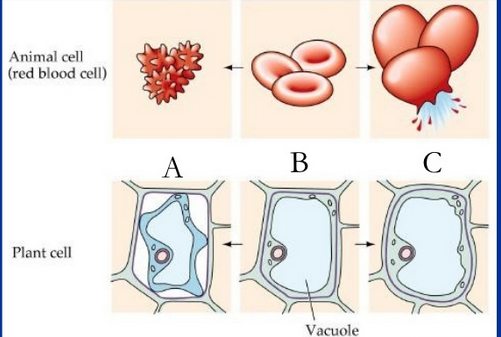 Animal cell
(red blood cell)
A B C
Plant cell
Vacuole